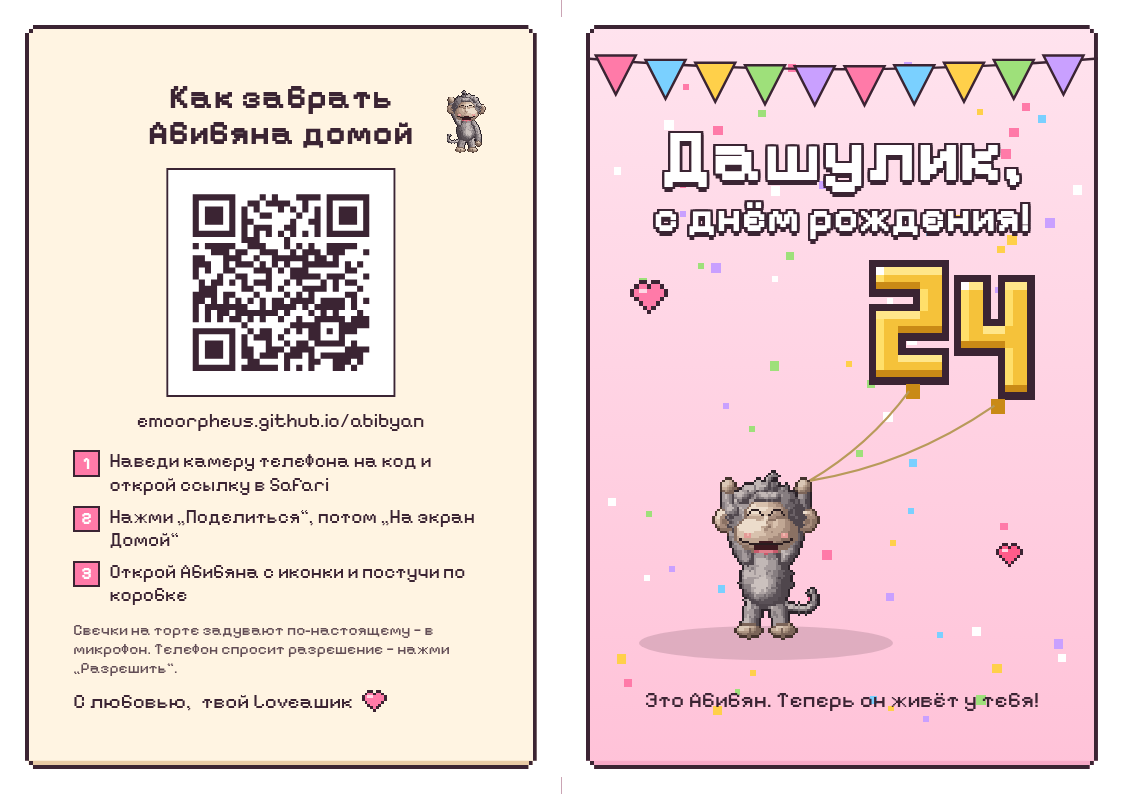 Как забрать
Абибяна домой
emoorpheus.github.io/abibyan
1 Наведи камеру телефона на код и
открой ссылку в Safari
2 Нажми „Поделиться“, потом „На экран
Домой“
3 Открой Абибяна с иконки и постучи по
коробке
Свечки на торте задувают по-настоящему – в
микрофон. Телефон спросит разрешение – нажми
„Разрешить“.
С любовью, твой Loveашик
Дашулик,
с днём рождения!
24
Это Абибян. Теперь он живёт у тебя!